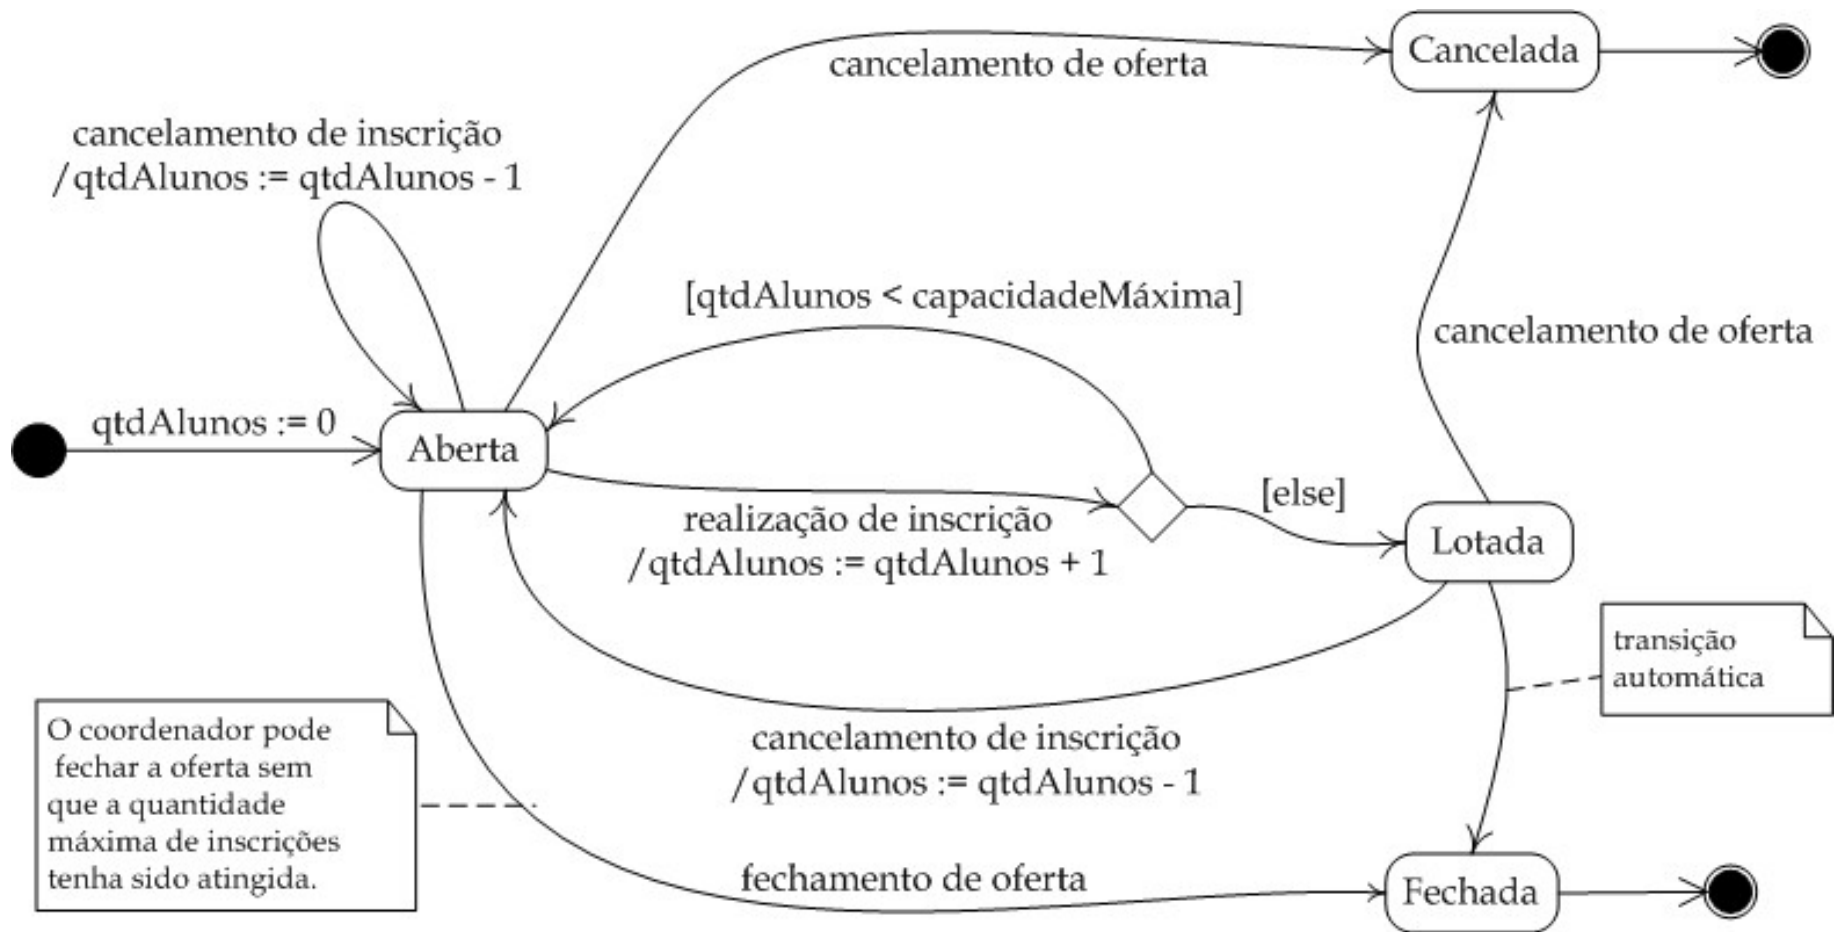 cancelamento de oferta
Cancelada
cancelamento de inscrição
/qtdAlunos := qtdAlunos - 1
[qtdAlunos < capacidadeMáxima]
cancelamento de oferta
qtdAlunos := 0
Aberta
realização de inscrição
/qtdAlunos := qtdAlunos + 1
[else]
Lotada
transição
automática
cancelamento de inscrição
/qtdAlunos := qtdAlunos - 1
O coordenador pode
fechar a oferta sem
que a quantidade
máxima de inscrições
tenha sido atingida.
fechamento de oferta
Fechada